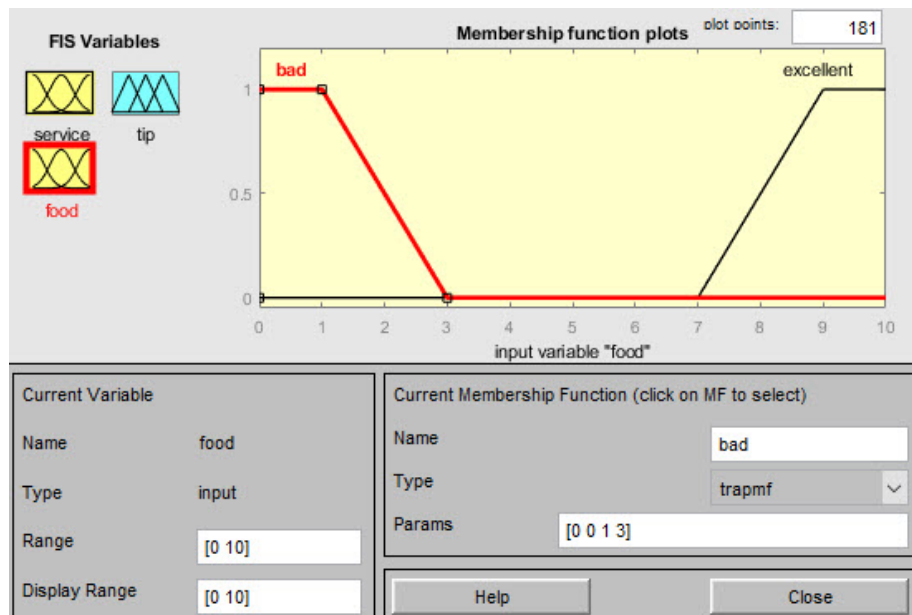 FIS Variables
service
tip
food
Membership function plots
plot points:
181
bad
excellent
1
0.5
0
0 1 2 3 4 5 6 7 8 9 10
input variable "food"
Current Variable
Name food
Type input
Range [0 10]
Display Range [0 10]
Current Membership Function (click on MF to select)
Name bad
Type trapmf
Params [0 0 1 3]
Help
Close